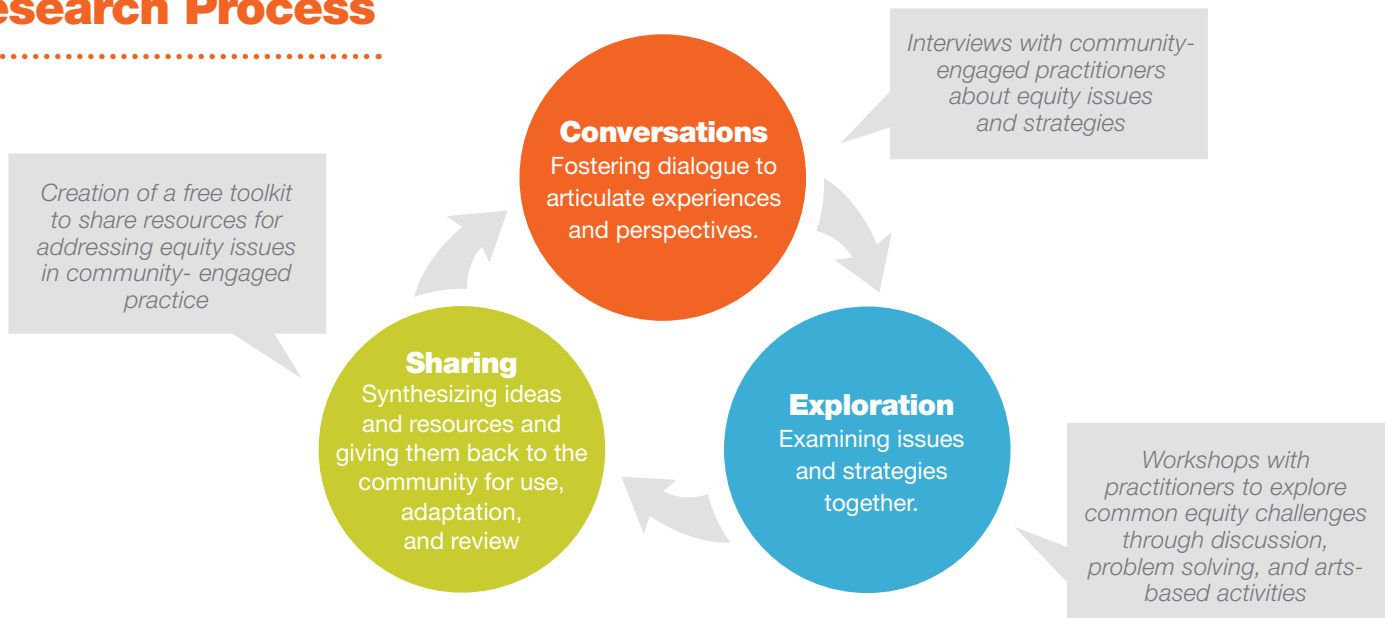 esearch Process
Interviews with community-
engaged practitioners
about equity issues
and strategies
Conversations
Fostering dialogue to
articulate experiences
and perspectives.
Creation of a free toolkit
to share resources for
addressing equity issues
in community- engaged
practice
Sharing
Synthesizing ideas
and resources and
giving them back to the
community for use,
adaptation,
and review
Exploration
Examining issues
and strategies
together.
Workshops with
practitioners to explore
common equity challenges
through discussion,
problem solving, and arts-
based activities